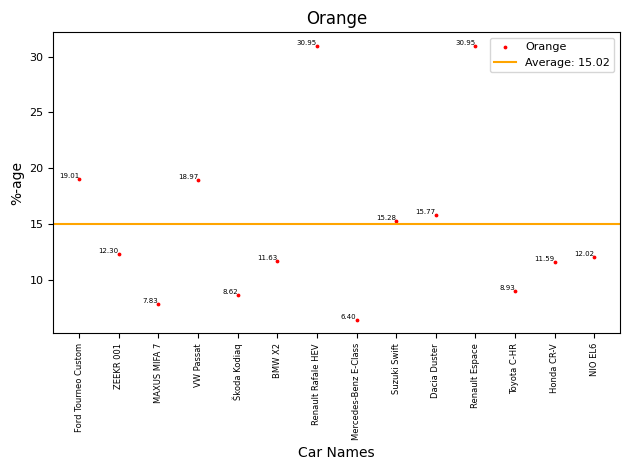 Orange
%-age
30
25
20
15
10
Orange
Average: 15.02
19.01
12.30
7.83
18.97
8.62
11.63
30.95
6.40
15.28
15.77
30.95
8.93
11.59
12.02
Ford Tourneo Custom
ZEEKR 001
MAXUS MIFA 7
VW Passat
Škoda Kodiaq
BMW X2
Renault Rafale HEV
Mercedes-Benz E-Class
Suzuki Swift
Dacia Duster
Renault Espace
Toyota C-HR
Honda CR-V
NIO EL6
Car Names